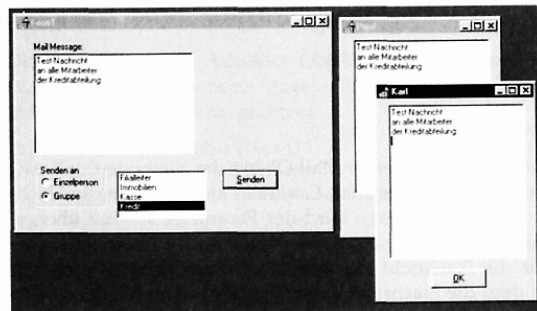 Mail Message:
Test-Nachricht
an alle Mitarbeiter
der Kreditabteilung
Senden an
Einzelperson
Gruppe
Filialleiter
Immobilien
Kasse
Kredit
Senden
Test-Nachricht
an alle Mitarbeiter
der Kreditabteilung
Karl
Test-Nachricht
an alle Mitarbeiter
der Kreditabteilung
OK